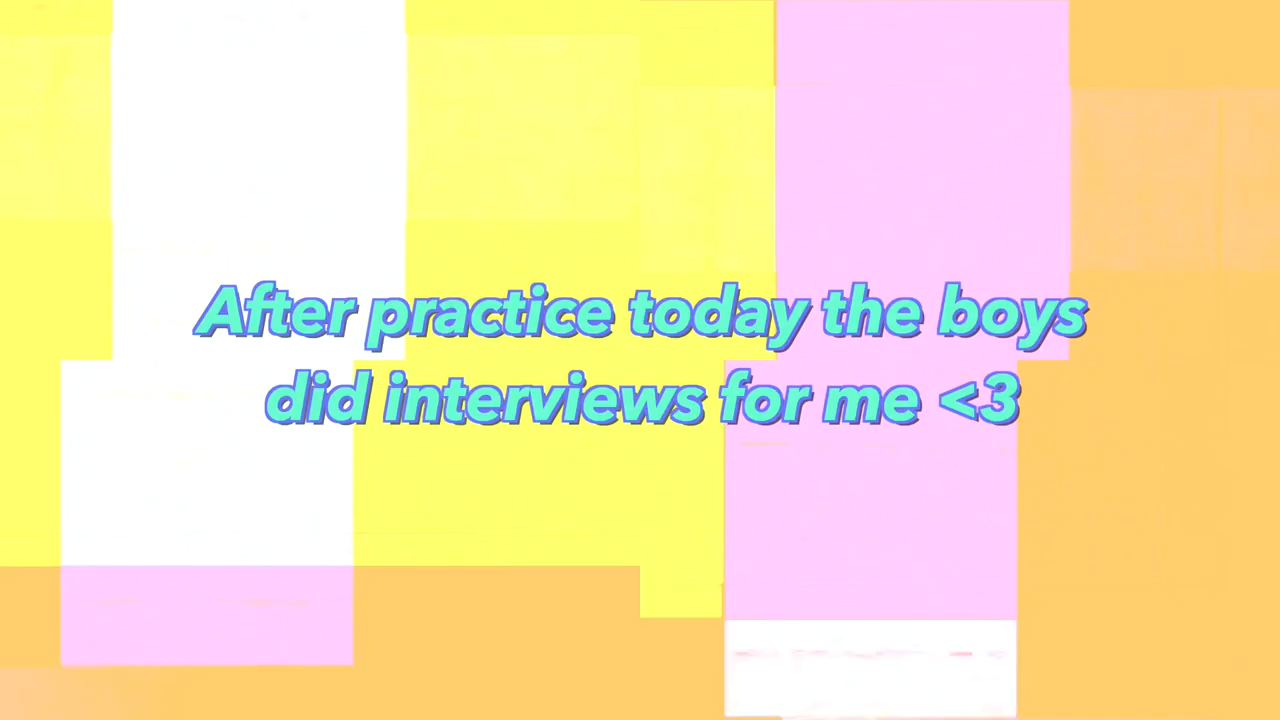 After practice today the boys
did interviews for me <3